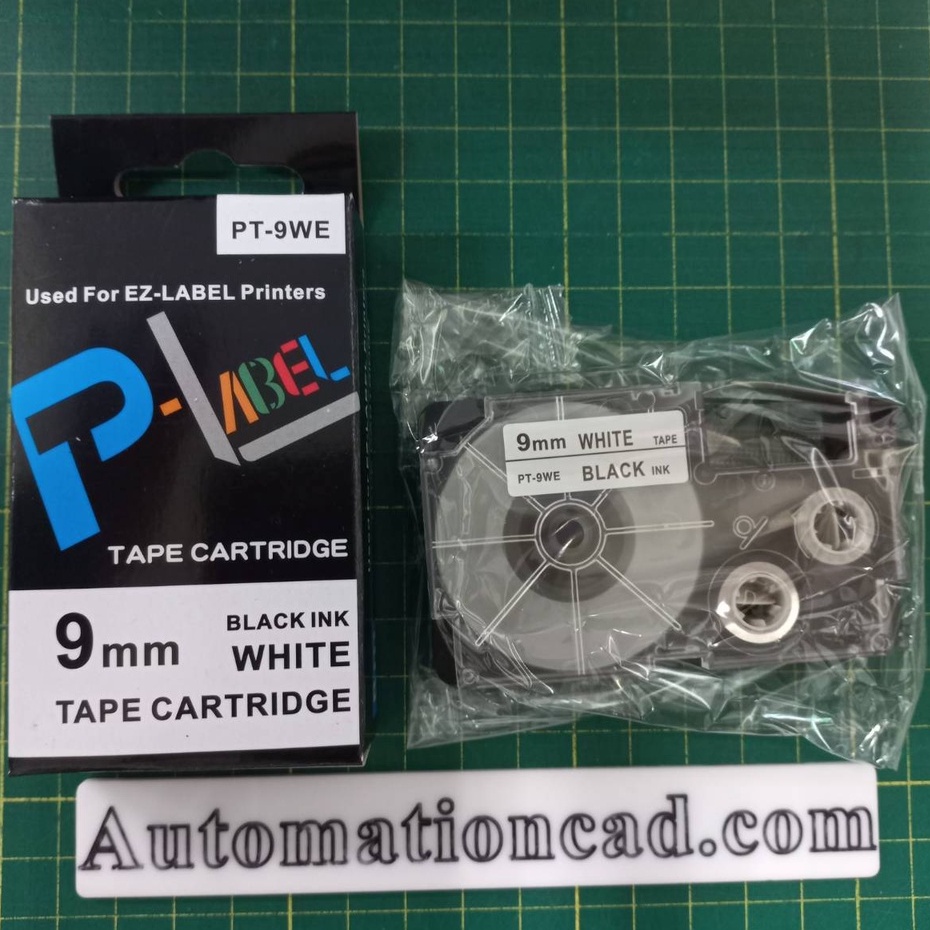 PT-9WE
Used For EZ-LABEL Printers
P-LABEL
TAPE CARTRIDGE
9mm
BLACK INK
WHITE
TAPE CARTRIDGE
9mm WHITE TAPE
PT-9WE BLACK INK
Automationcad.com